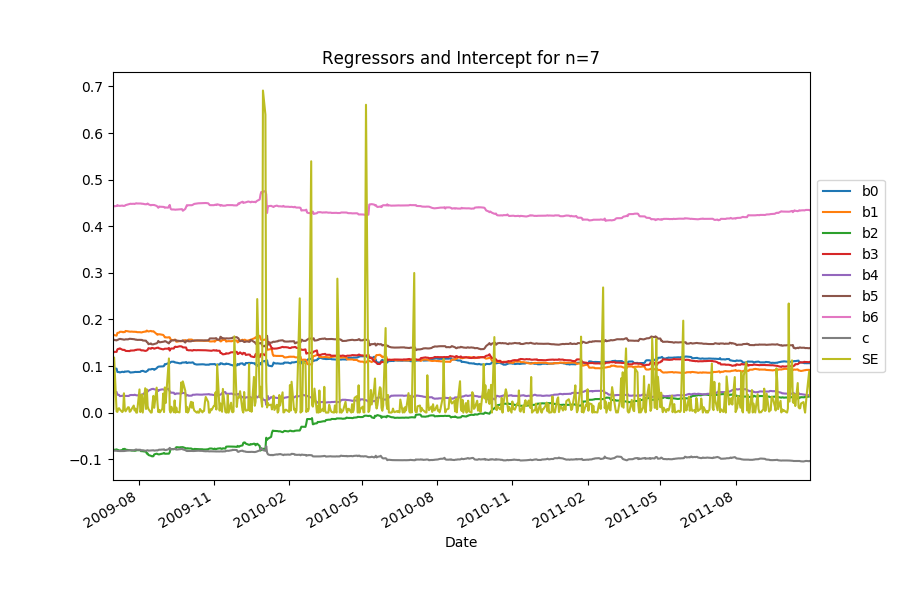 Regressors and Intercept for n=7
0.7
0.6
0.5
0.4
0.3
0.2
0.1
0.0
−0.1
2009-08
2009-11
2010-02
2010-05
2010-08
2010-11
2011-02
2011-05
2011-08
Date
b0
b1
b2
b3
b4
b5
b6
c
SE